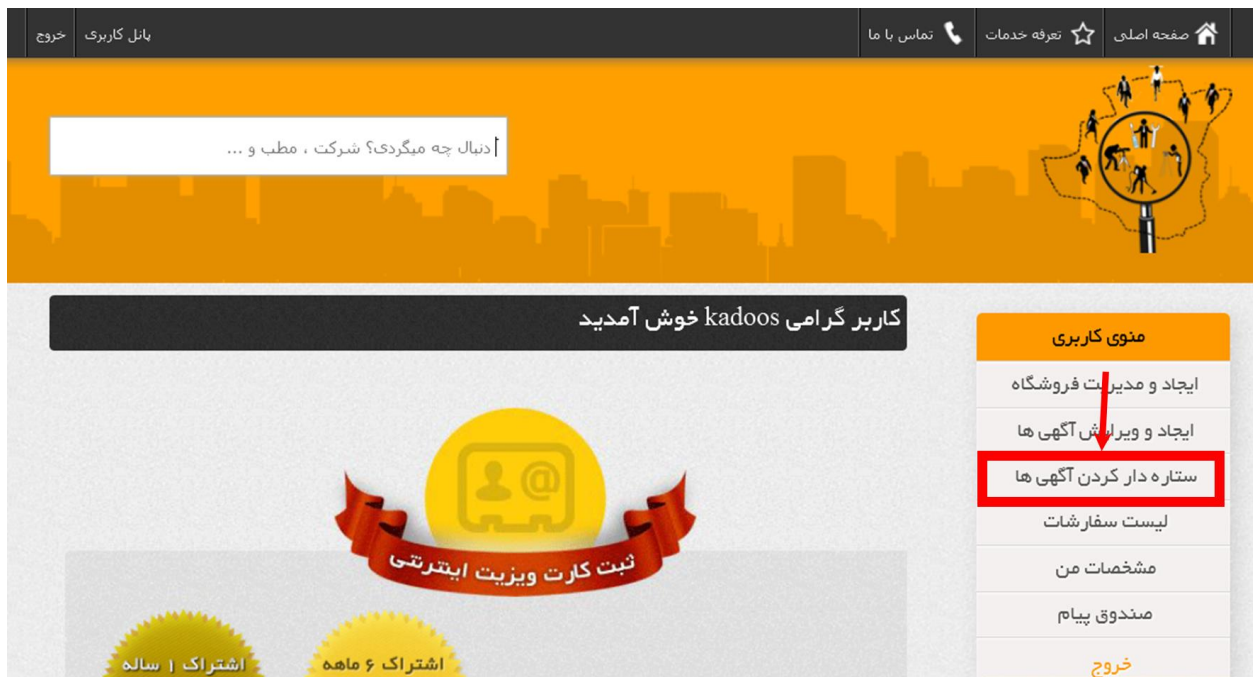 صفحه اصلی
تعرفه خدمات
تماس با ما
پانل کاربری
خروج
دنبال چه میگردی؟ شرکت ، مطب و ...
کاربر گرامی kadoos خوش آمدید
منوی کاربری
ایجاد و مدیریت فروشگاه
ایجاد و ویرایش آگهی ها
ستاره دار کردن آگهی ها
لیست سفارشات
مشخصات من
صندوق پیام
خروج
ثبت کارت ویزیت اینترنتی
اشتراک ۶ ماهه
اشتراک ۱ ساله